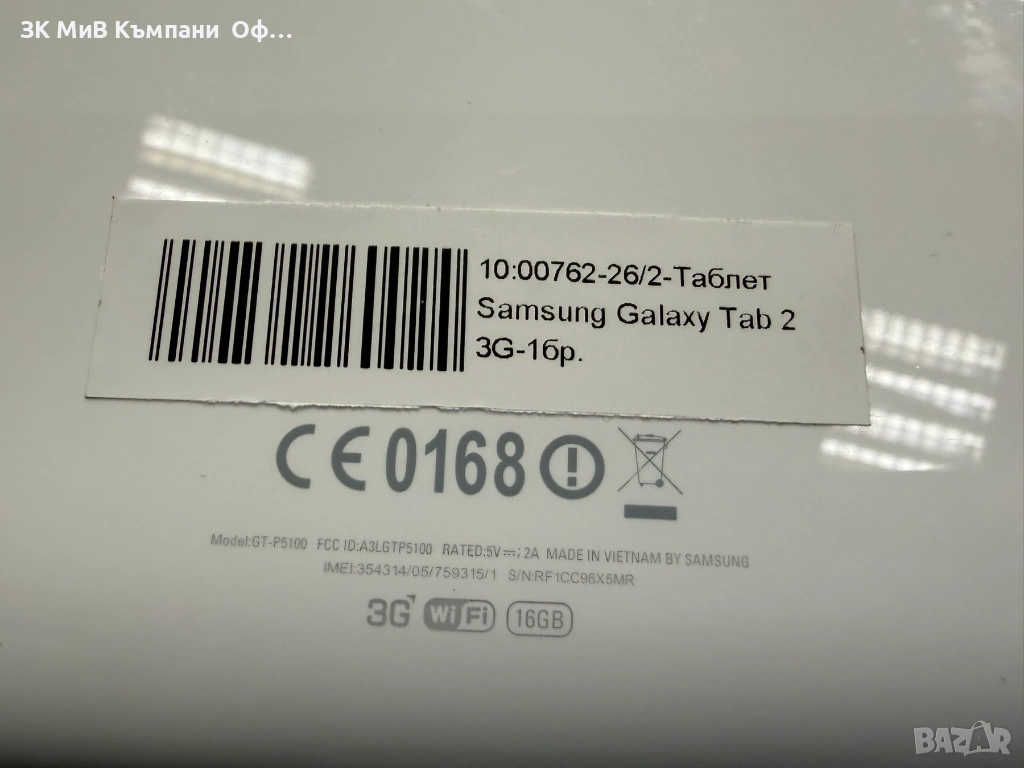 ЗК МиВ Къмпани Оф...
10:00762-26/2-Таблет
Samsung Galaxy Tab 2
3G-1бр.
CE 0168
Model:GT-P5100 FCC ID:A3LGTP5100 RATED:5V⎓; 2A MADE IN VIETNAM BY SAMSUNG
IMEI:354314/05/759315/1 S/N:RF1CC96X5MR
3G WiFi 16GB
BAZAR